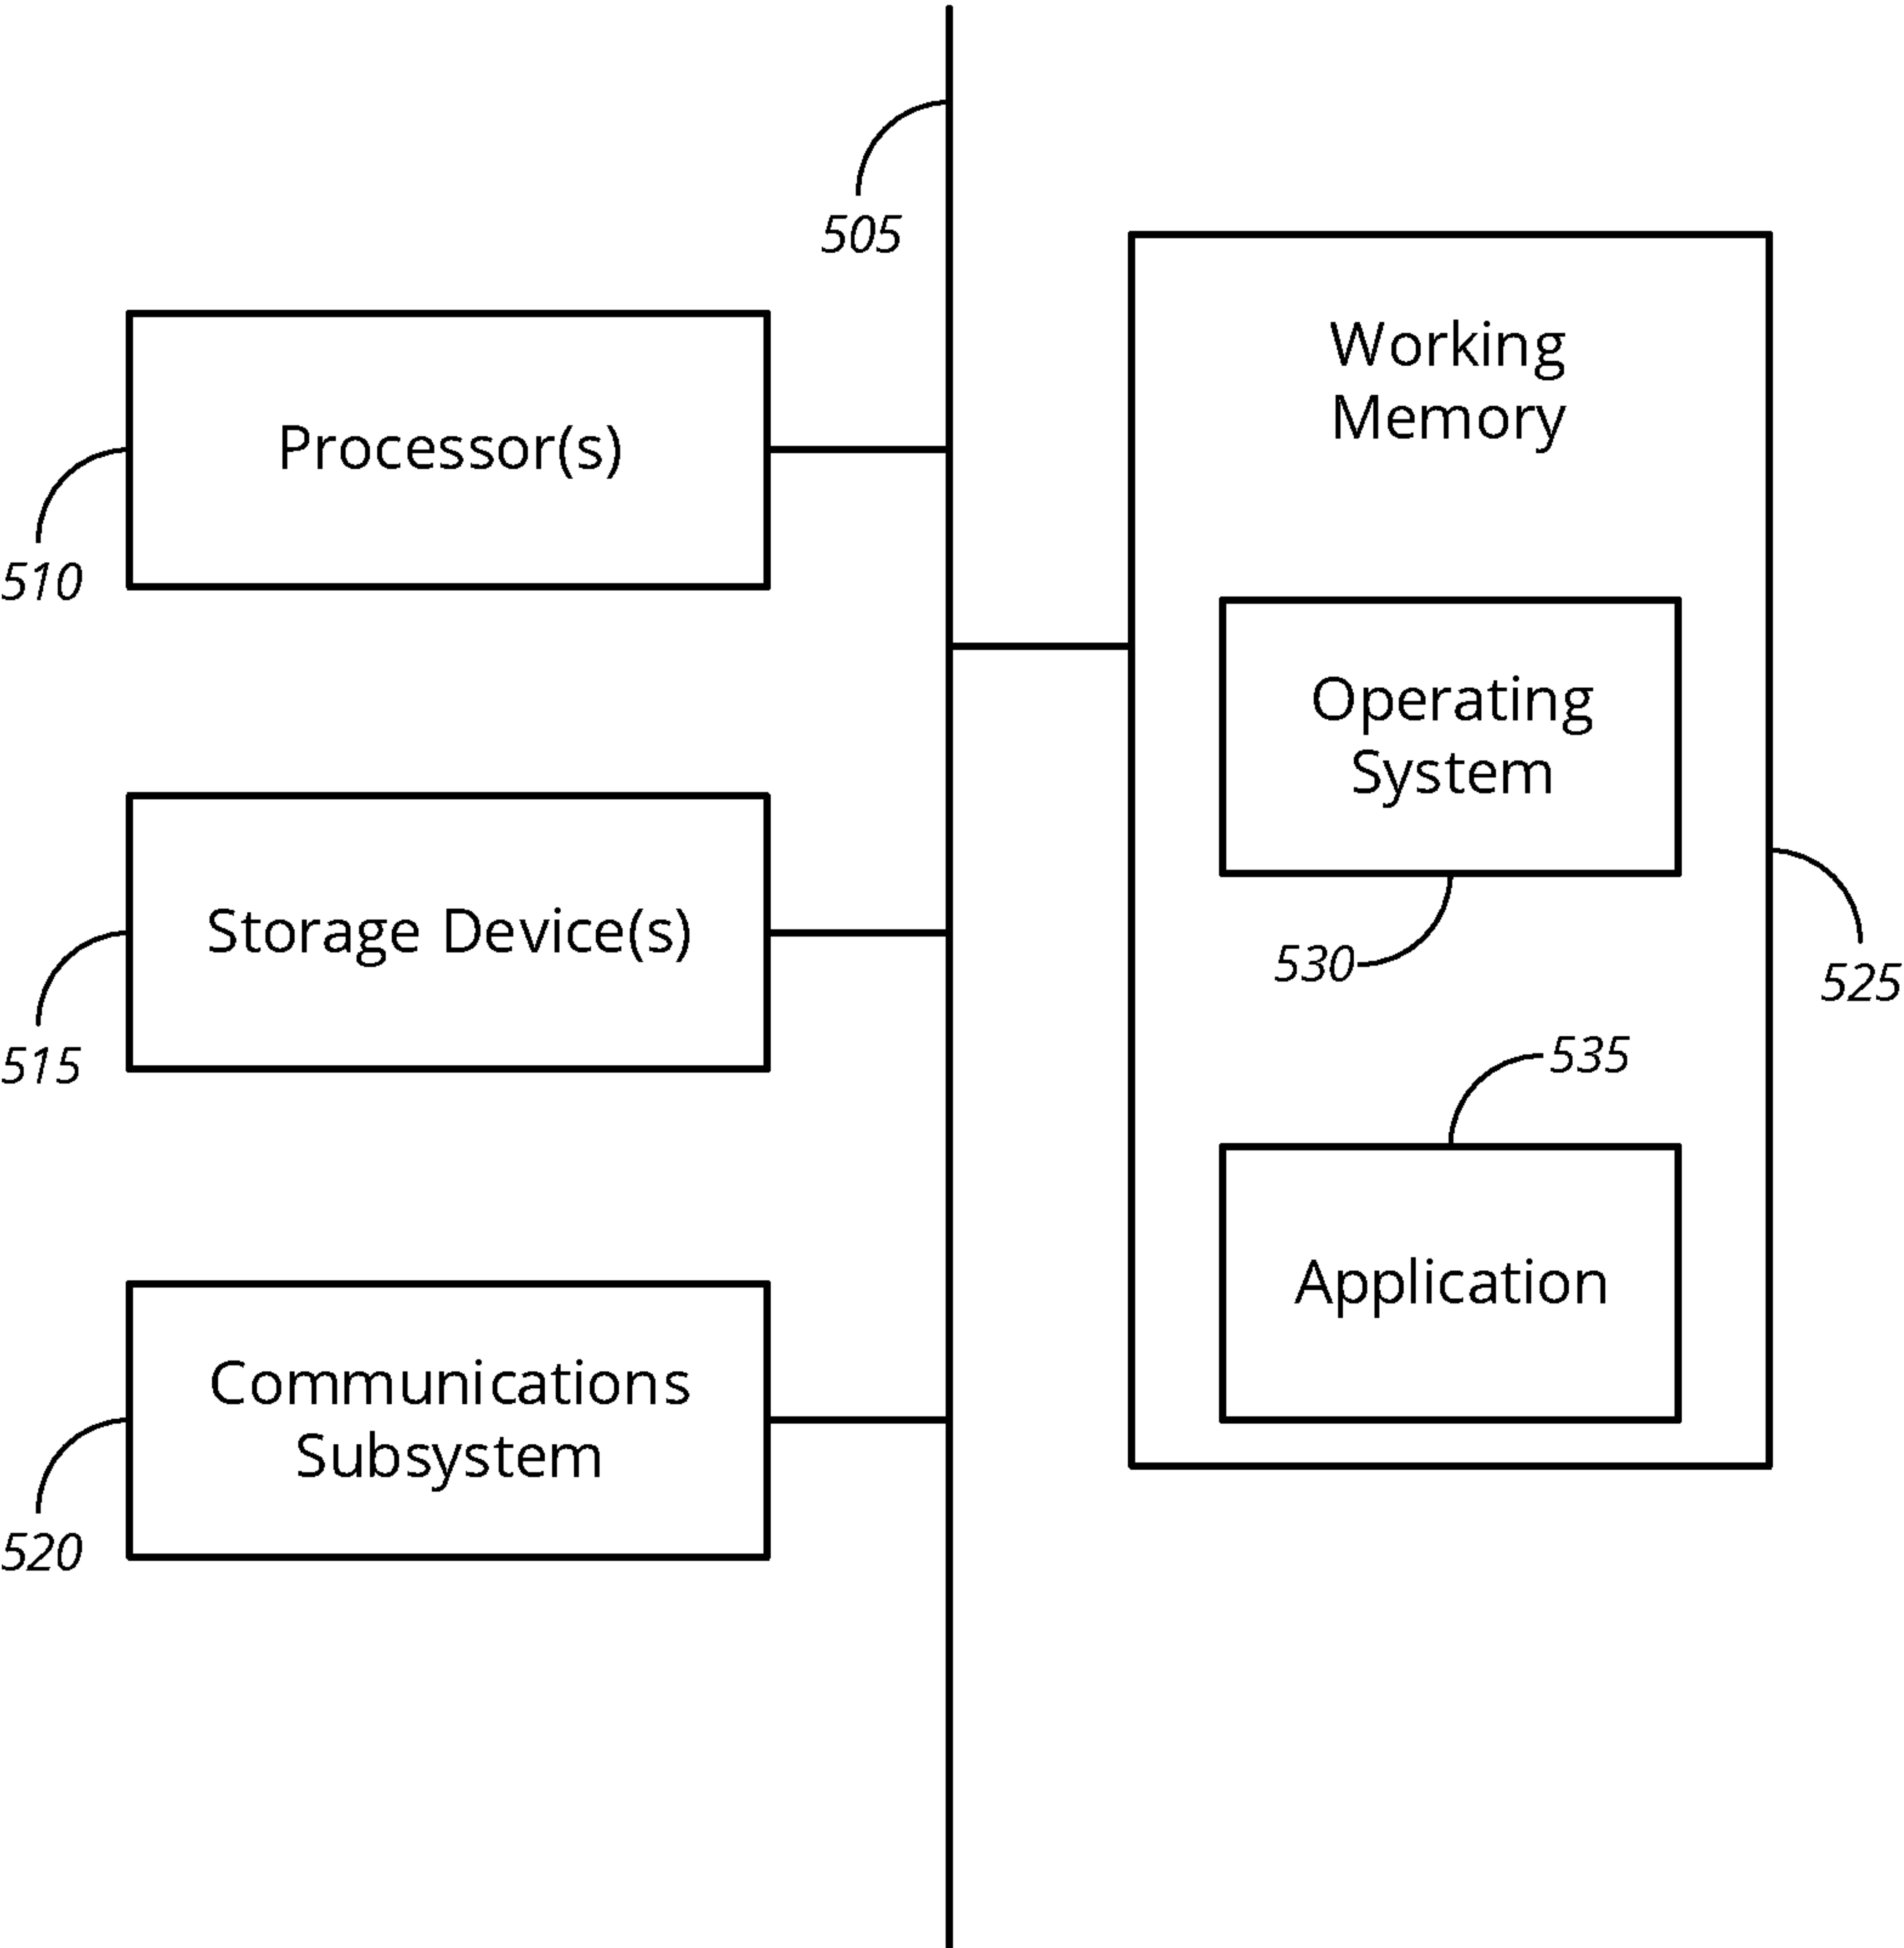 505
Processor(s)
510
Storage Device(s)
515
Communications
Subsystem
520
Working
Memory
Operating
System
530
525
535
Application